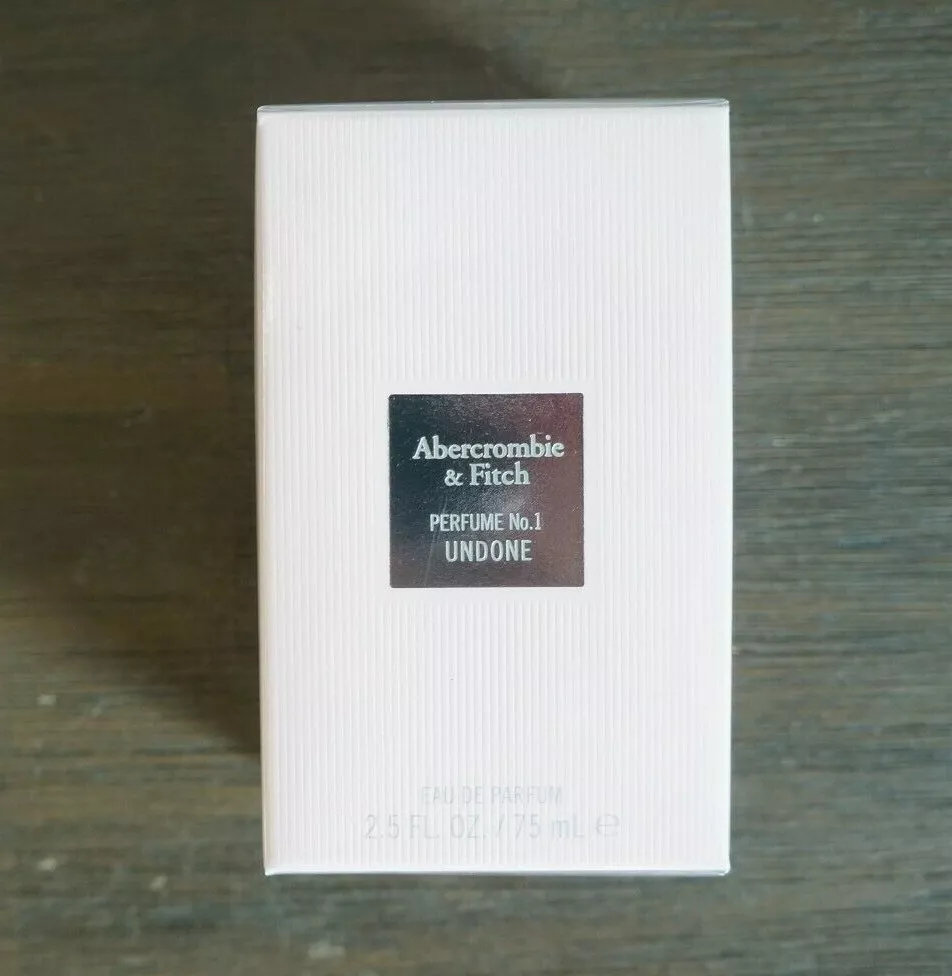 Abercrombie
& Fitch
PERFUME No.1
UNDONE
EAU DE PARFUM
2.5 FL. OZ. / 75 mL ℮